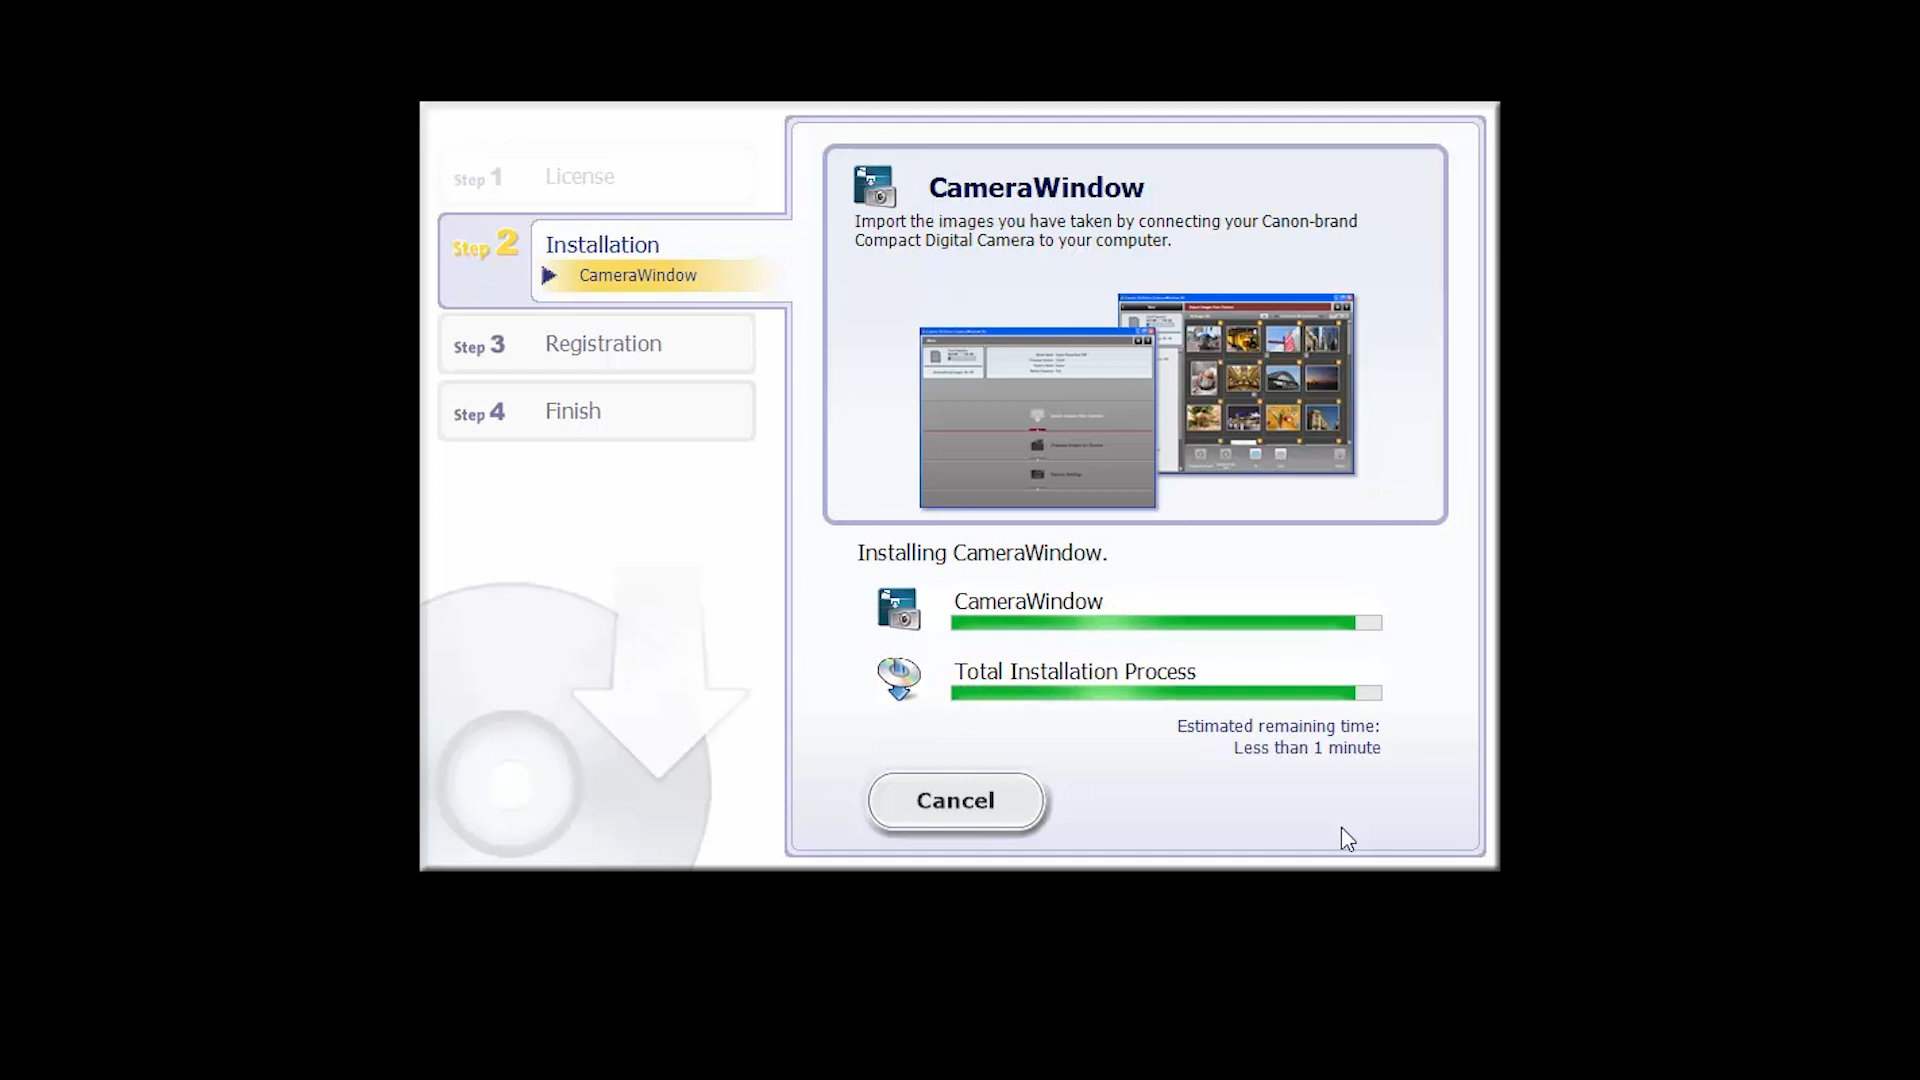 Step 1 License
Step 2 Installation
CameraWindow
Step 3 Registration
Step 4 Finish
CameraWindow
Import the images you have taken by connecting your Canon-brand
Compact Digital Camera to your computer.
Installing CameraWindow.
CameraWindow
Total Installation Process
Estimated remaining time:
Less than 1 minute
Cancel